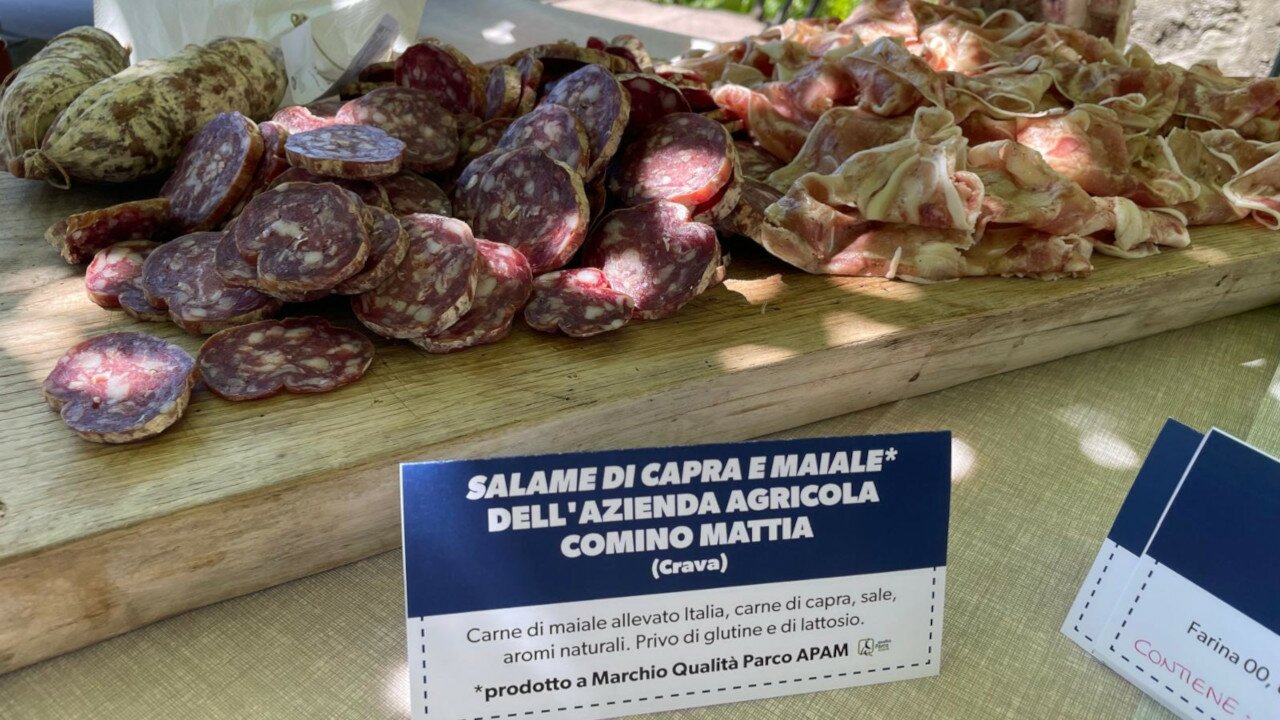 SALAME DI CAPRA E MAIALE*
DELL'AZIENDA AGRICOLA
COMINO MATTIA
(Crava)
Carne di maiale allevato Italia, carne di capra, sale,
aromi naturali. Privo di glutine e di lattosio.
*prodotto a Marchio Qualità Parco APAM
Farina 00,
CONTIENE